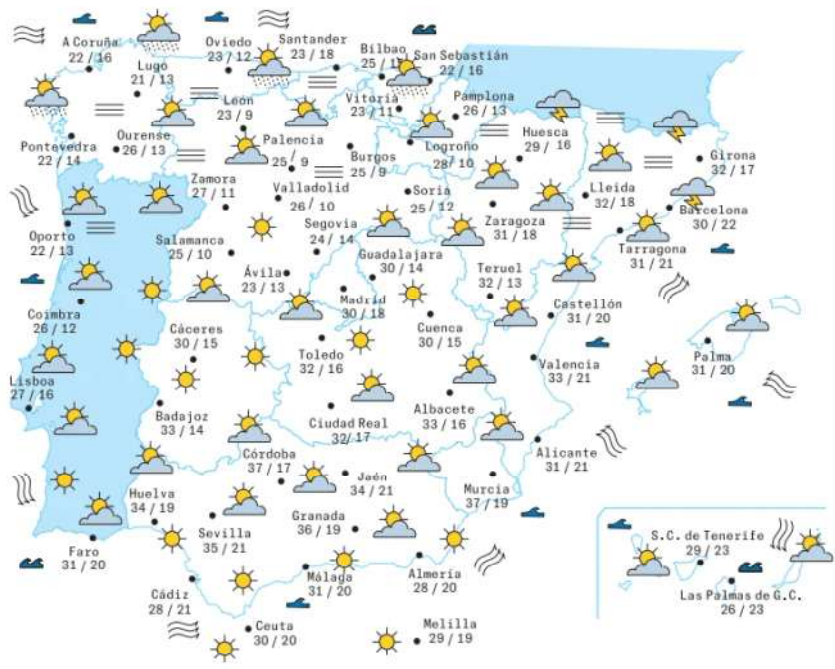 A Coruña
22 / 16
Lugo
21 / 13
Oviedo
23 / 12
Santander
23 / 18
Bilbao
25 /
San Sebastián
22 / 16
León
23 / 9
Vitoria
23 / 11
Pamplona
26 / 13
Pontevedra
22 / 14
Ourense
26 / 13
Palencia
25 / 9
Burgos
25 / 9
Logroño
28 / 10
Huesca
29 / 16
Girona
32 / 17
Zamora
27 / 11
Valladolid
26 / 10
Soria
25 / 12
Zaragoza
31 / 18
Lleida
32 / 18
Barcelona
30 / 22
Oporto
22 / 13
Salamanca
25 / 10
Segovia
24 / 14
Guadalajara
30 / 14
Tarragona
31 / 21
Ávila
23 / 13
Madrid
30 / 18
Teruel
32 / 13
Coimbra
26 / 12
Cáceres
30 / 15
Cuenca
30 / 15
Castellón
31 / 20
Toledo
32 / 16
Valencia
33 / 21
Palma
31 / 20
Lisboa
27 / 16
Badajoz
33 / 14
Ciudad Real
32 / 17
Albacete
33 / 16
Alicante
31 / 21
Córdoba
37 / 17
Jaén
34 / 21
Murcia
37 / 19
Huelva
34 / 19
Sevilla
35 / 21
Granada
36 / 19
Faro
31 / 20
Cádiz
28 / 21
Málaga
31 / 20
Almería
28 / 20
Ceuta
30 / 20
Melilla
29 / 19
S.C. de Tenerife
29 / 23
Las Palmas de G.C.
26 / 23